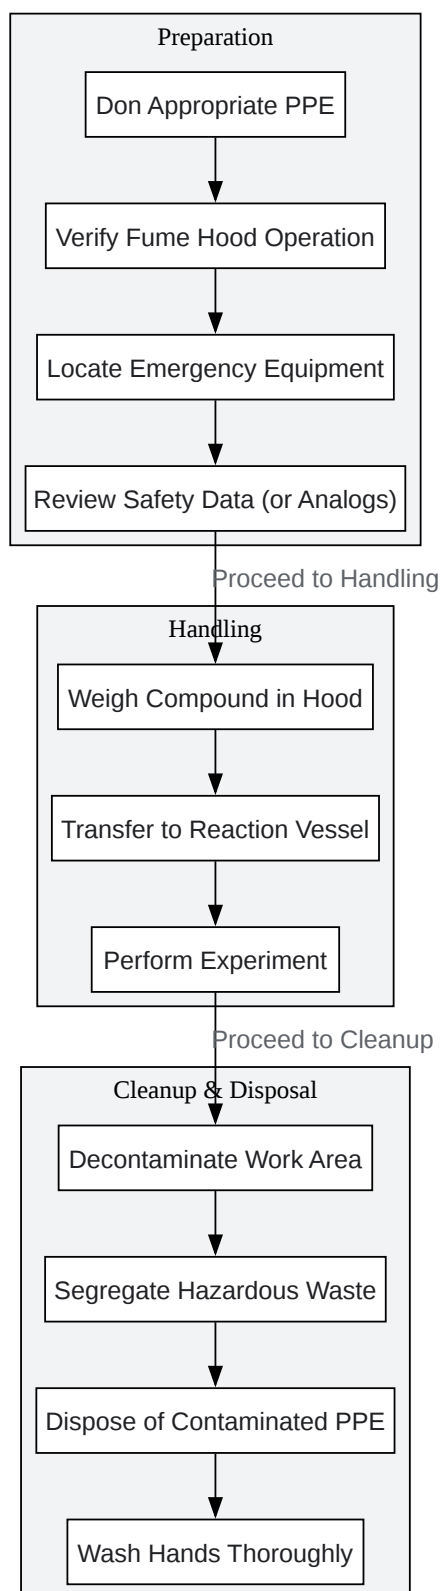 Preparation
Don Appropriate PPE
Verify Fume Hood Operation
Locate Emergency Equipment
Review Safety Data (or Analogs)
Proceed to Handling
Handling
Weigh Compound in Hood
Transfer to Reaction Vessel
Perform Experiment
Proceed to Cleanup
Cleanup & Disposal
Decontaminate Work Area
Segregate Hazardous Waste
Dispose of Contaminated PPE
Wash Hands Thoroughly